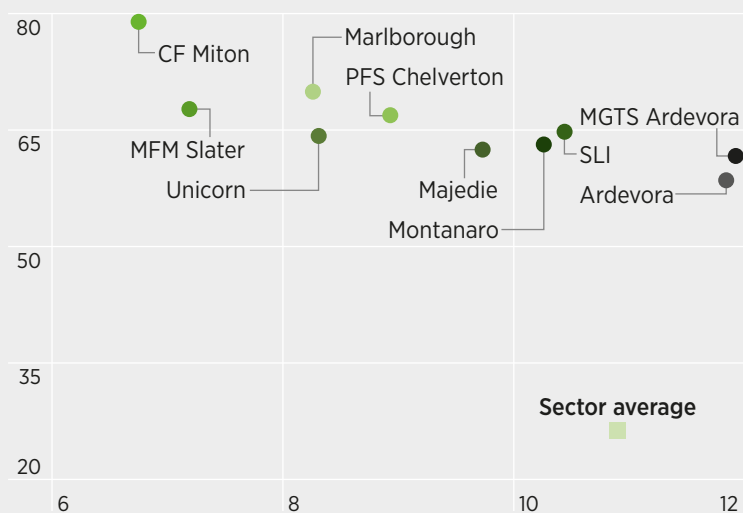 80
Marlborough
CF Miton
PFS Chelverton
MGTS Ardevora
65
MFM Slater
SLI
Unicorn
Majedie
Ardevora
Montanaro
50
35
Sector average
20
6
8
10
12